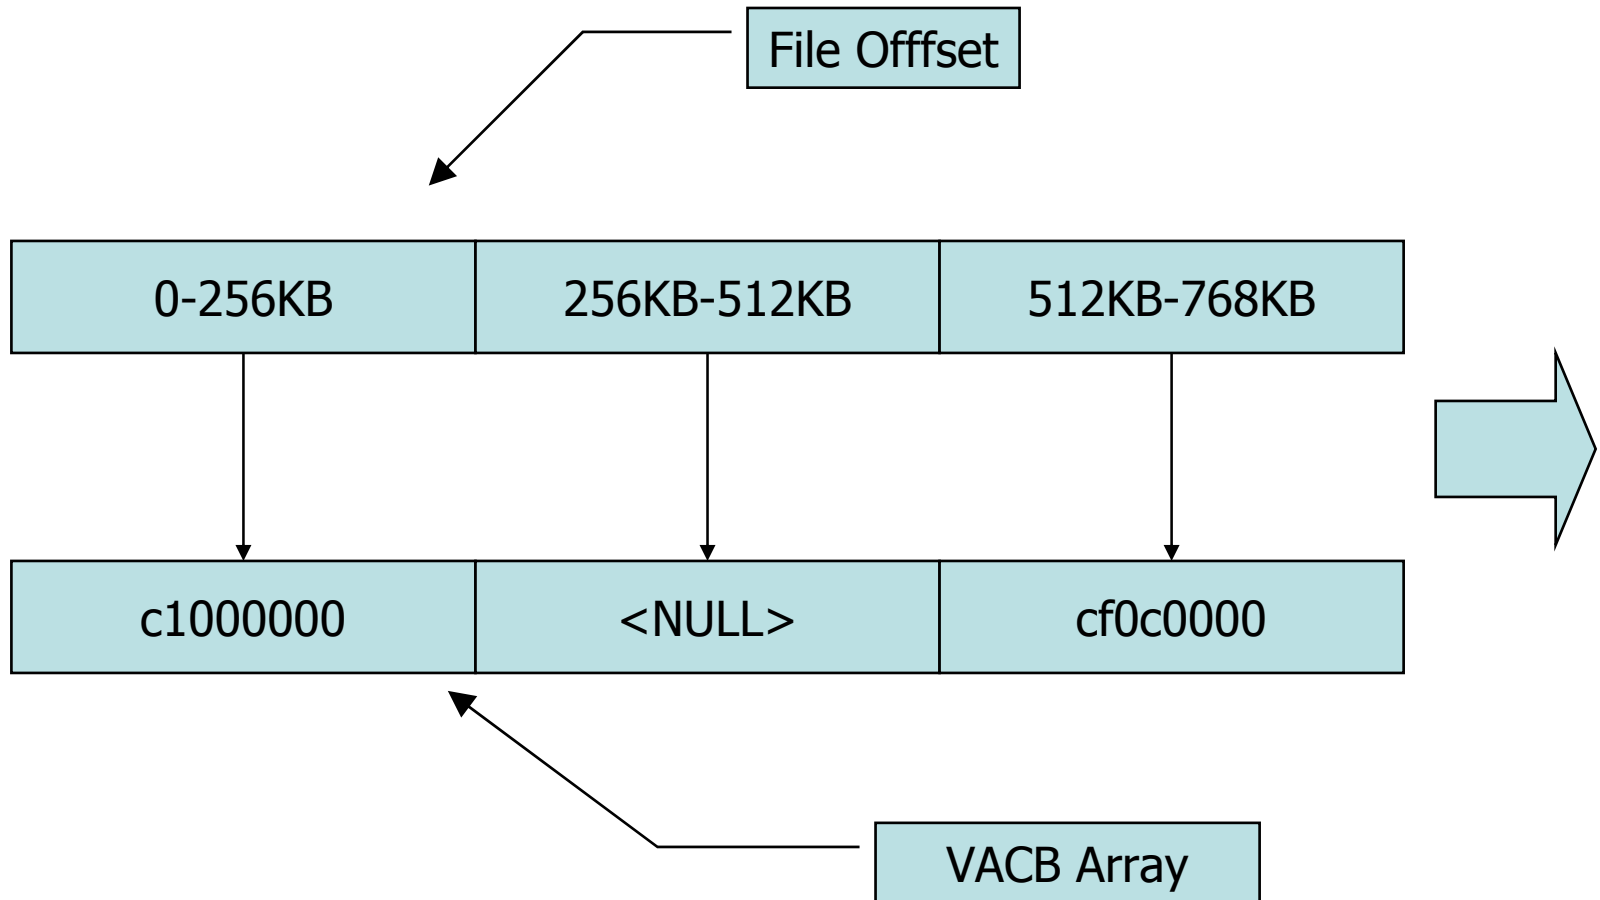 File Offfset
0-256KB
256KB-512KB
512KB-768KB
c1000000
<NULL>
cf0c0000
VACB Array